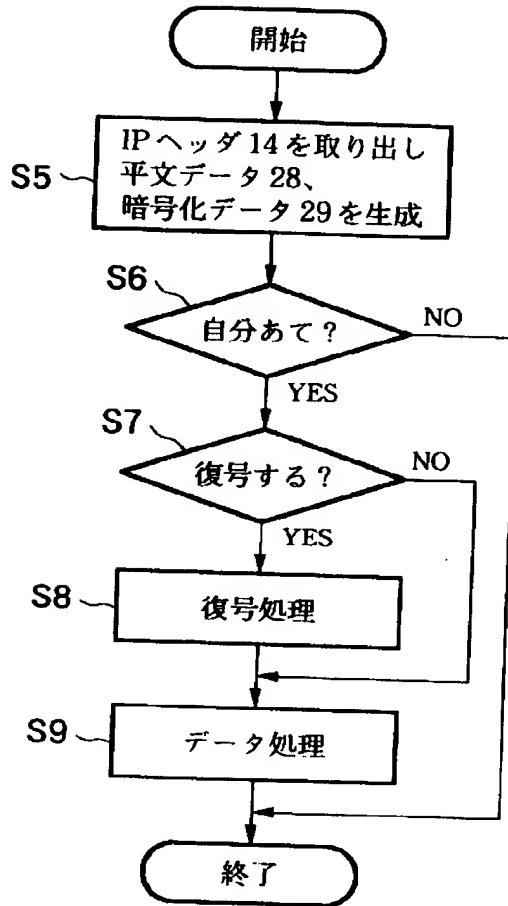 開始
S5
IPヘッダ14を取り出し
平文データ28、
暗号化データ29を生成
S6
自分あて?
NO
YES
S7
復号する?
NO
YES
S8
復号処理
S9
データ処理
終了